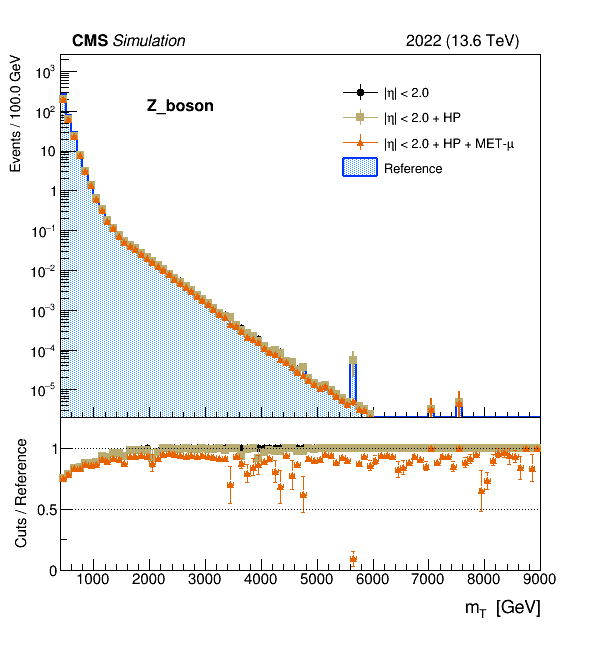 CMS Simulation 2022 (13.6 TeV)
Events / 100.0 GeV
10³
10²
10
1
10⁻¹
10⁻²
10⁻³
10⁻⁴
10⁻⁵
Z_boson
|η| < 2.0
|η| < 2.0 + HP
|η| < 2.0 + HP + MET-μ
Reference
Cuts / Reference
1
0.5
0
1000 2000 3000 4000 5000 6000 7000 8000 9000
m_T [GeV]